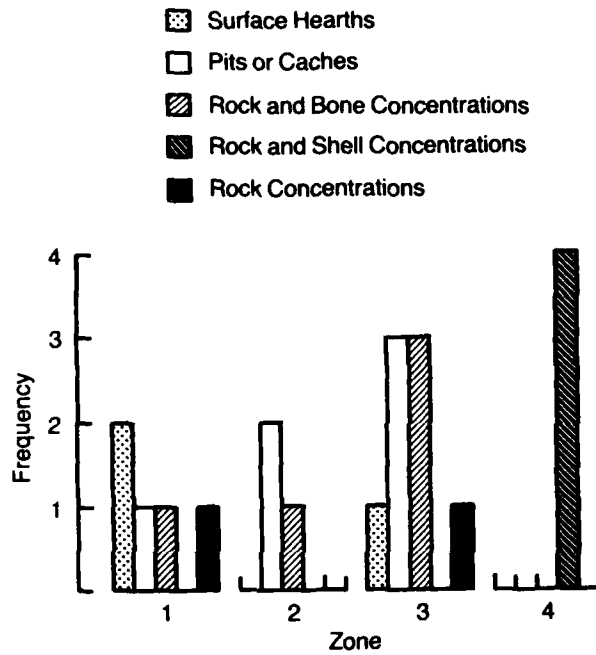 Surface Hearths
Pits or Caches
Rock and Bone Concentrations
Rock and Shell Concentrations
Rock Concentrations
4
3
2
1
Frequency
1 2 3 4
Zone